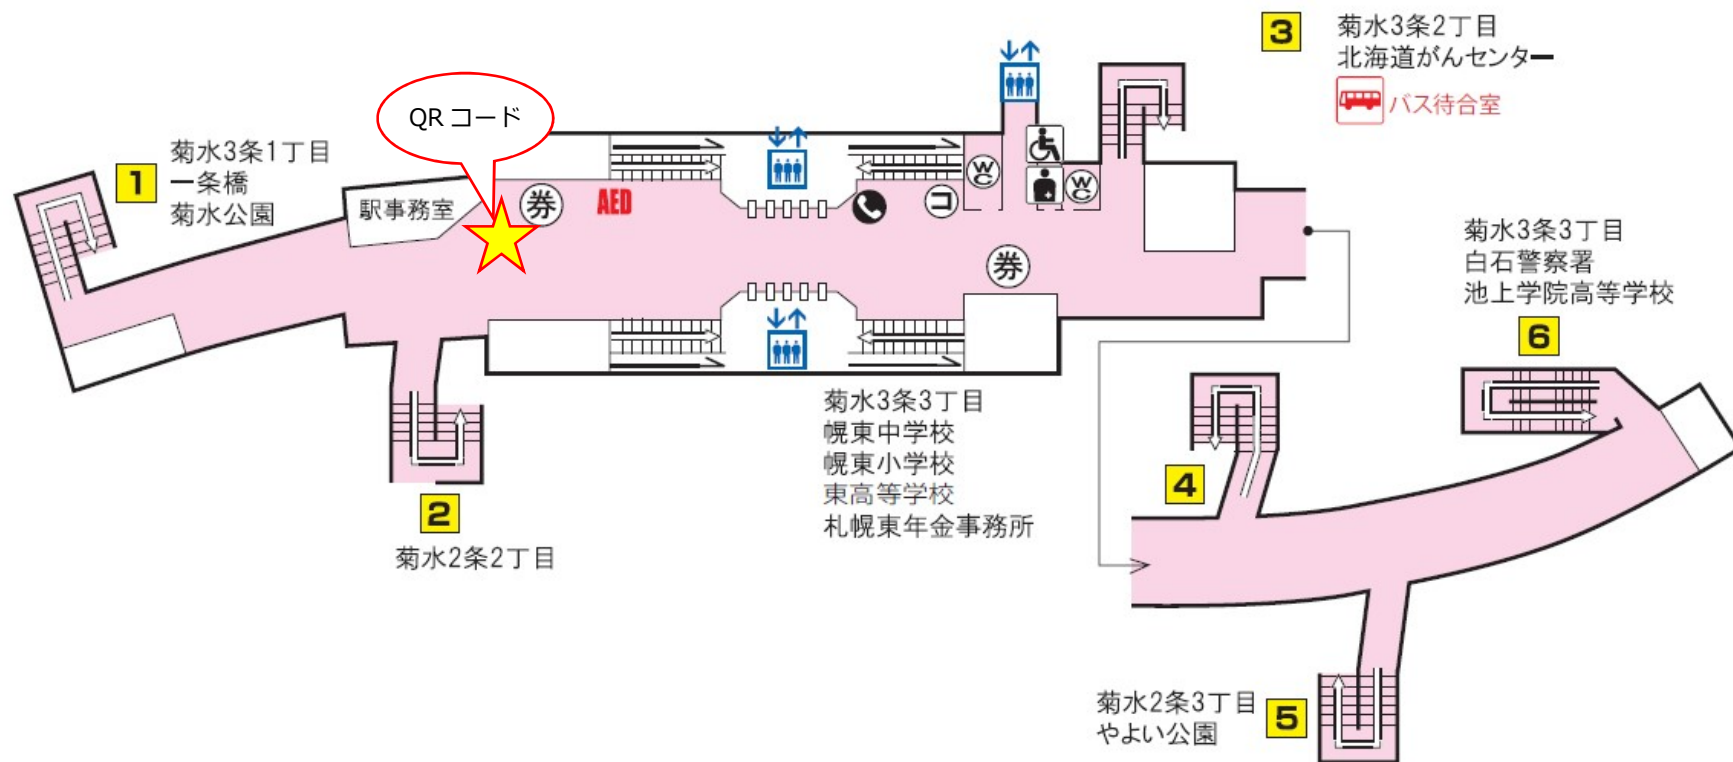 QRコード
1
菊水3条1丁目
一条橋
菊水公園
駅事務室
券
AED
コ
WC
WC
券
3
菊水3条2丁目
北海道がんセンター
バス待合室
菊水3条3丁目
白石警察署
池上学院高等学校
6
2
菊水2条2丁目
菊水3条3丁目
幌東中学校
幌東小学校
東高等学校
札幌東年金事務所
4
菊水2条3丁目
やよい公園
5